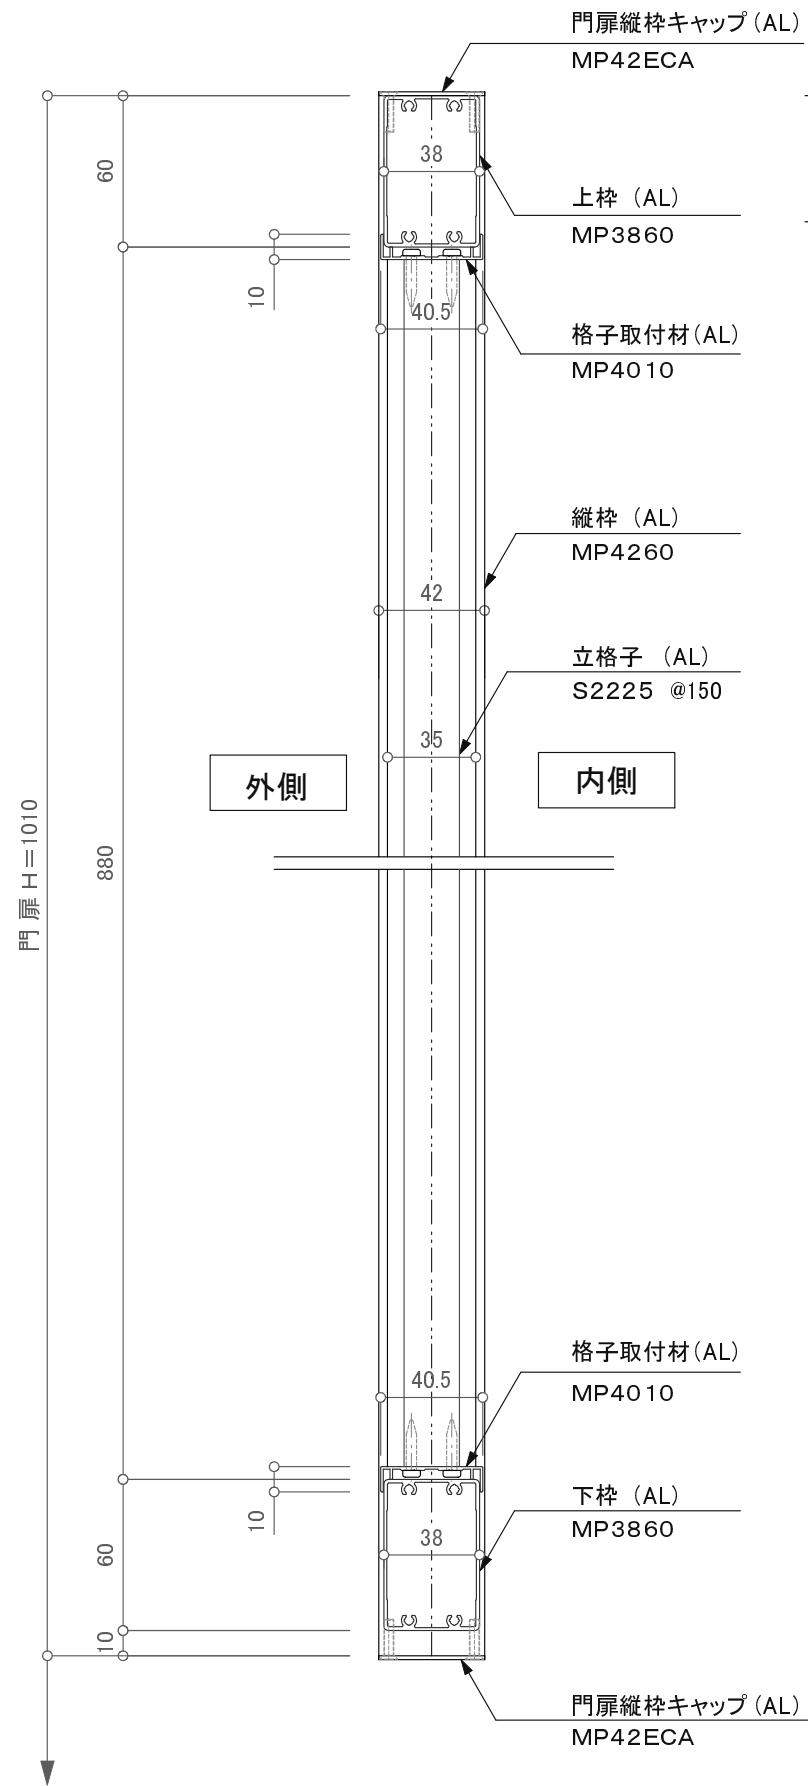 門扉縦枠キャップ(AL)
MP42ECA
60
38
上枠 (AL)
MP3860
10
40.5
格子取付材(AL)
MP4010
縦枠 (AL)
MP4260
42
立格子 (AL)
S2225 @150
35
外側
内側
門扉H=1010
880
格子取付材(AL)
MP4010
40.5
10
下枠 (AL)
MP3860
60
38
10
門扉縦枠キャップ(AL)
MP42ECA